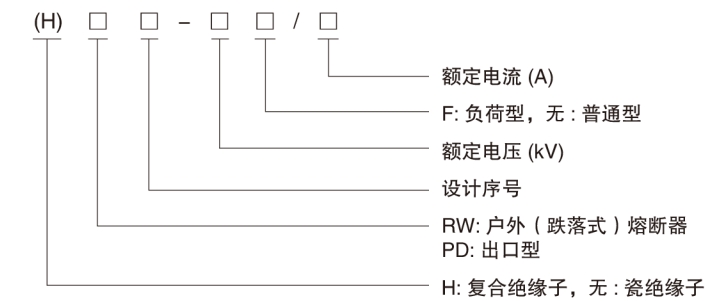 (H) □ □ - □ □ / □
额定电流 (A)
F: 负荷型，无 : 普通型
额定电压 (kV)
设计序号
RW: 户外（跌落式）熔断器
PD: 出口型
H: 复合绝缘子，无 : 瓷绝缘子